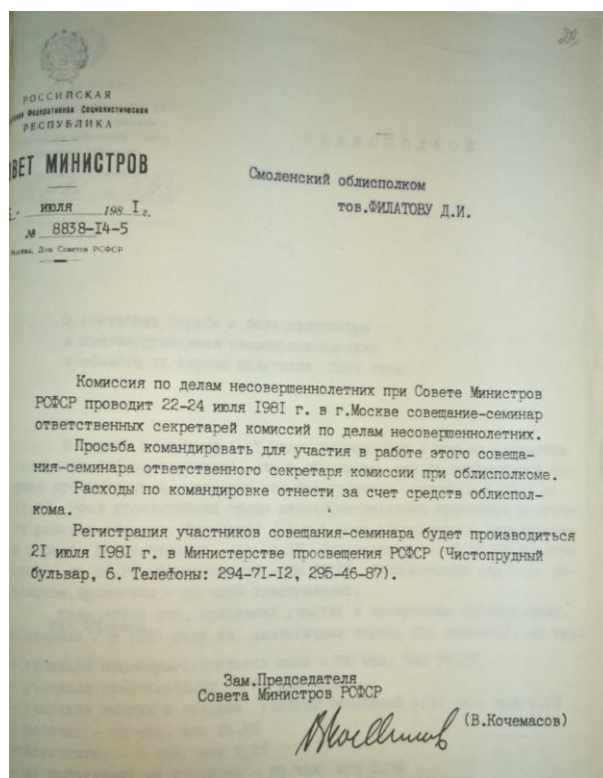 29
РОССИЙСКАЯ
Федеративная Социалистическая
РЕСПУБЛИКА
ВЕТ МИНИСТРОВ
июля 198 I г.
№ 8838-I4-5
Москва, Дом Советов РСФСР
Смоленский облисполком
тов.ФИЛАТОВУ Д.И.
Комиссия по делам несовершеннолетних при Совете Министров
РСФСР проводит 22-24 июля I98I г. в г.Москве совещание-семинар
ответственных секретарей комиссий по делам несовершеннолетних.
Просьба командировать для участия в работе этого совеща-
ния-семинара ответственного секретаря комиссии при облисполкоме.
Расходы по командировке отнести за счет средств облиспол-
кома.
Регистрация участников совещания-семинара будет производиться
2I июля I98I г. в Министерстве просвещения РСФСР (Чистопрудный
бульвар, 6. Телефоны: 294-7I-I2, 295-46-87).
Зам.Председателя
Совета Министров РСФСР
(В.Кочемасов)